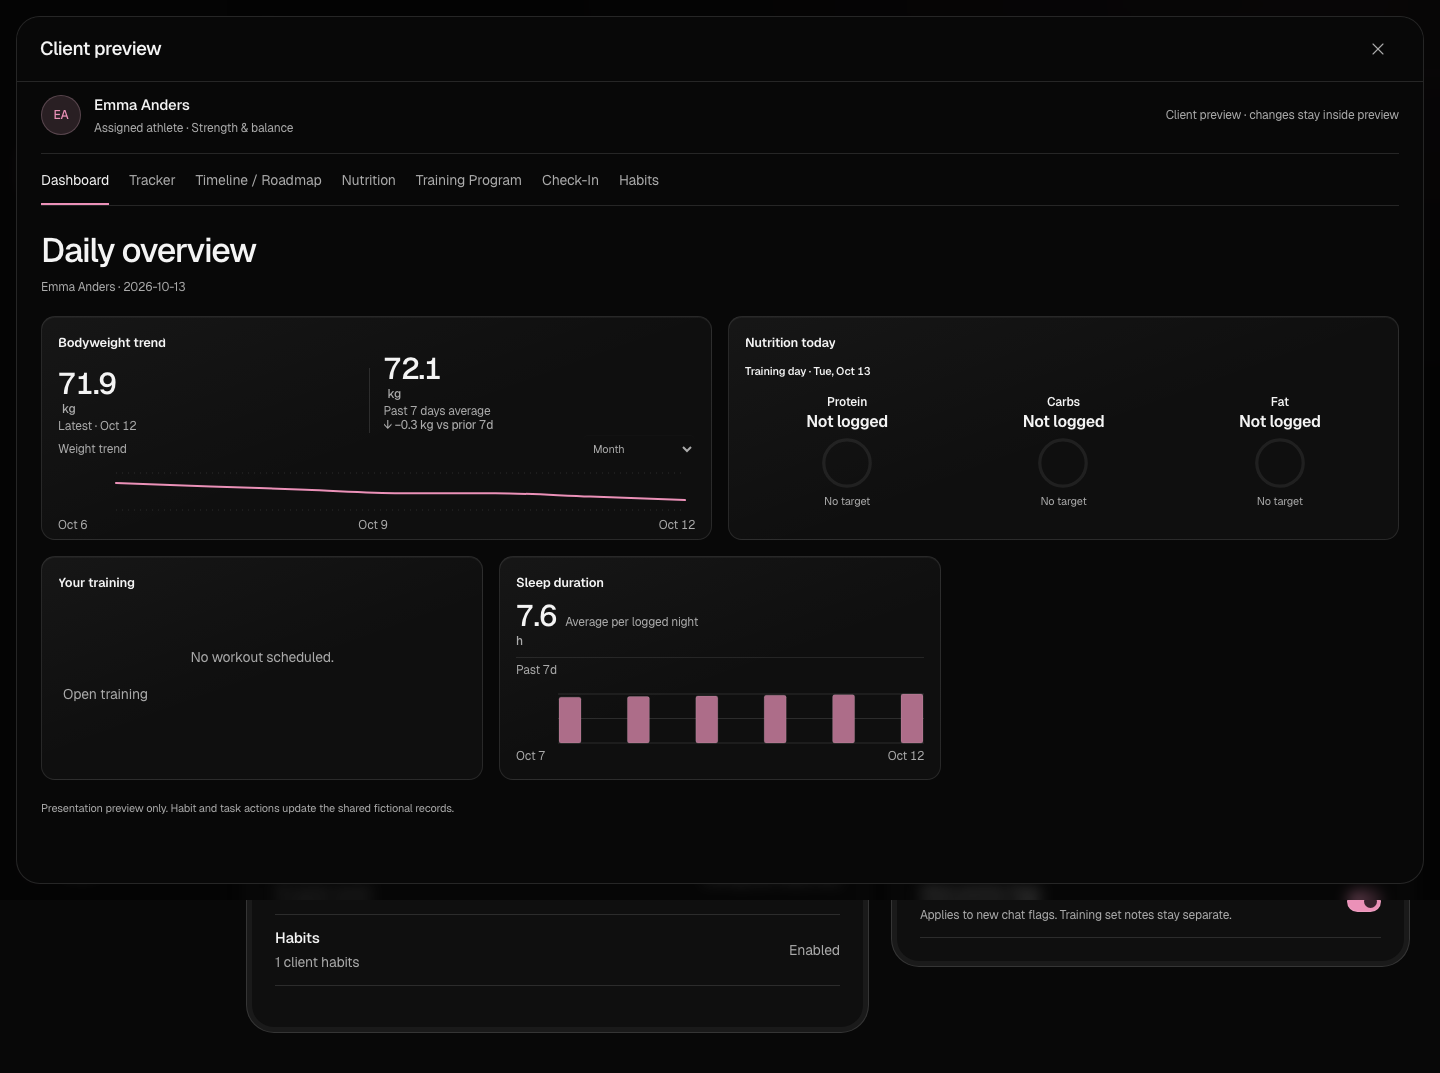 Client preview
EA
Emma Anders
Assigned athlete · Strength & balance
Client preview · changes stay inside preview
Dashboard Tracker Timeline / Roadmap Nutrition Training Program Check-In Habits
Daily overview
Emma Anders · 2026-10-13
Bodyweight trend
71.9
kg
Latest · Oct 12
72.1
kg
Past 7 days average
↓ −0.3 kg vs prior 7d
Weight trend
Month
Oct 6 Oct 9 Oct 12
Nutrition today
Training day · Tue, Oct 13
Protein Carbs Fat
Not logged Not logged Not logged
No target No target No target
Your training
No workout scheduled.
Open training
Sleep duration
7.6 Average per logged night
h
Past 7d
Oct 7 Oct 12
Presentation preview only. Habit and task actions update the shared fictional records.
Habits
1 client habits
Enabled
Applies to new chat flags. Training set notes stay separate.